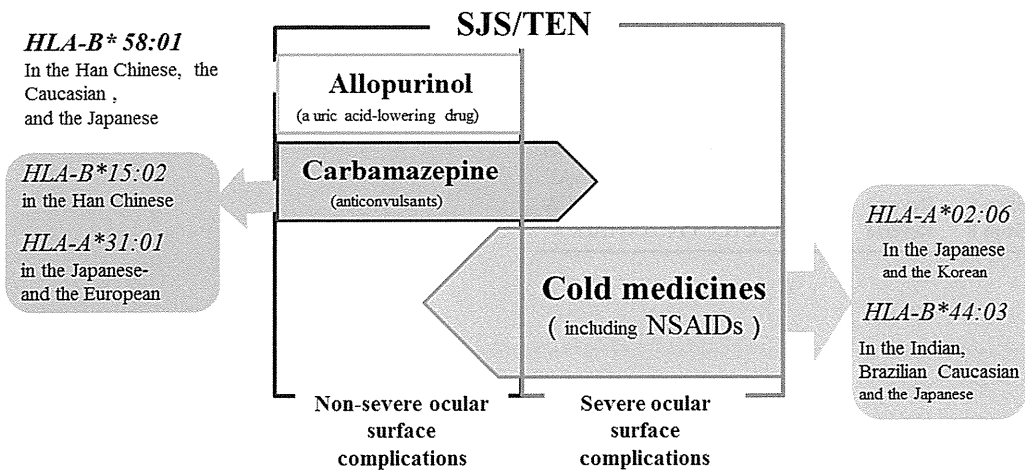 SJS/TEN
HLA-B* 58:01
In the Han Chinese, the
Caucasian ,
and the Japanese
HLA-B*15:02
in the Han Chinese
HLA-A*31:01
in the Japanese-
and the European
Allopurinol
(a uric acid-lowering drug)
Carbamazepine
(anticonvulsants)
Cold medicines
( including NSAIDs )
HLA-A*02:06
In the Japanese
and the Korean
HLA-B*44:03
In the Indian,
Brazilian Caucasian
and the Japanese
Non-severe ocular
surface
complications
Severe ocular
surface
complications